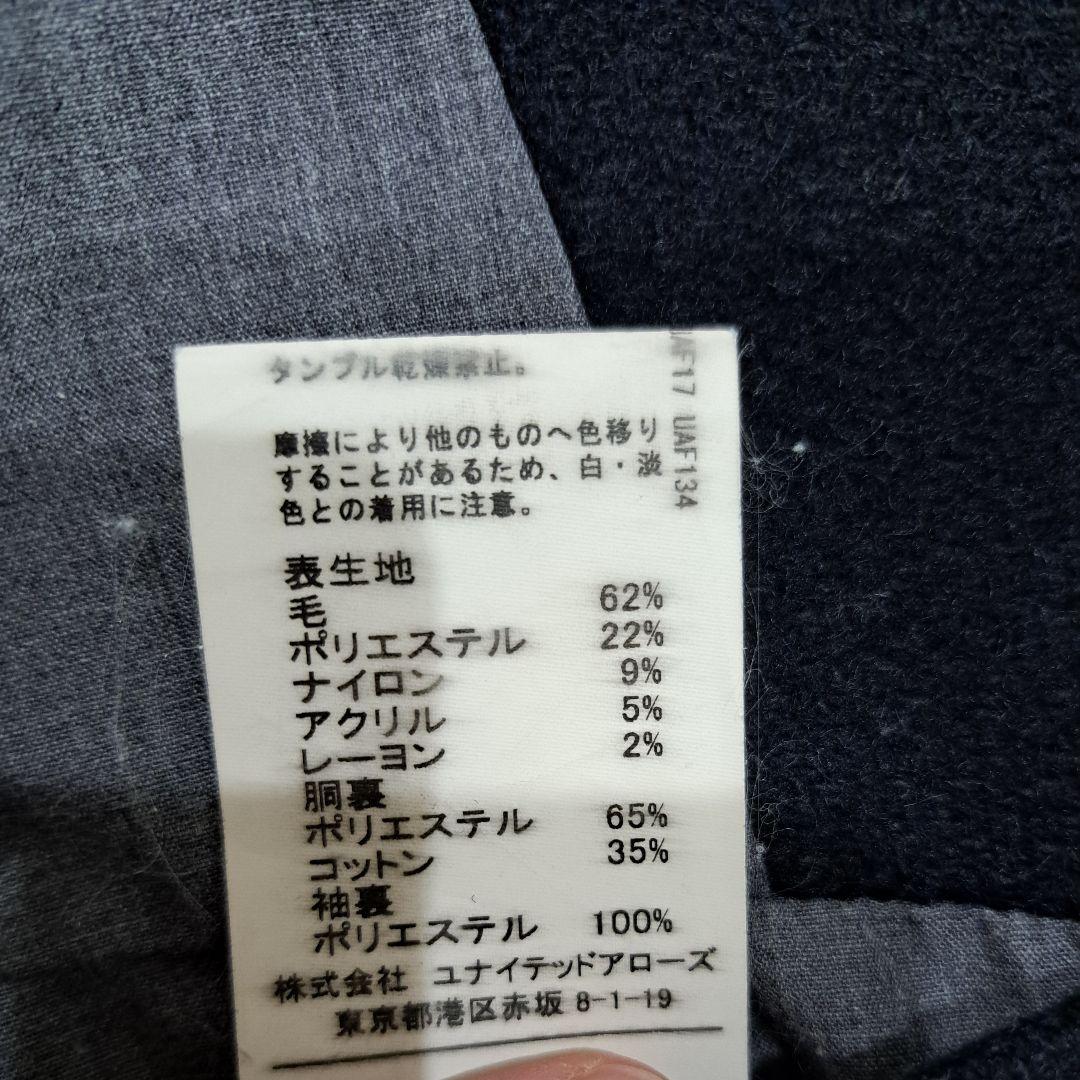 タンブル乾燥禁止。
摩擦により他のものへ色移り
することがあるため、白・淡
色との着用に注意。
表生地
毛 62%
ポリエステル 22%
ナイロン 9%
アクリル 5%
レーヨン 2%
胴裏
ポリエステル 65%
コットン 35%
袖裏
ポリエステル 100%
株式会社 ユナイテッドアローズ
東京都港区赤坂 8-1-19
UAF17 UAF134